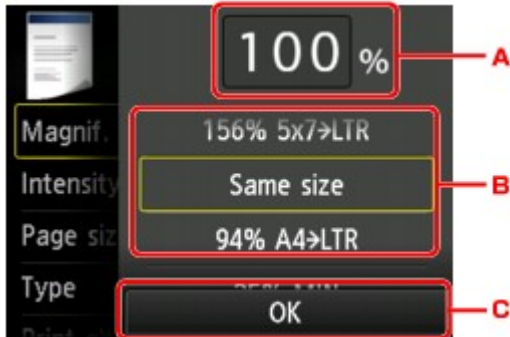 100 %
A
Magnif.
156% 5x7→LTR
Intensity
Same size
B
Page siz
94% A4→LTR
Type
OK
C